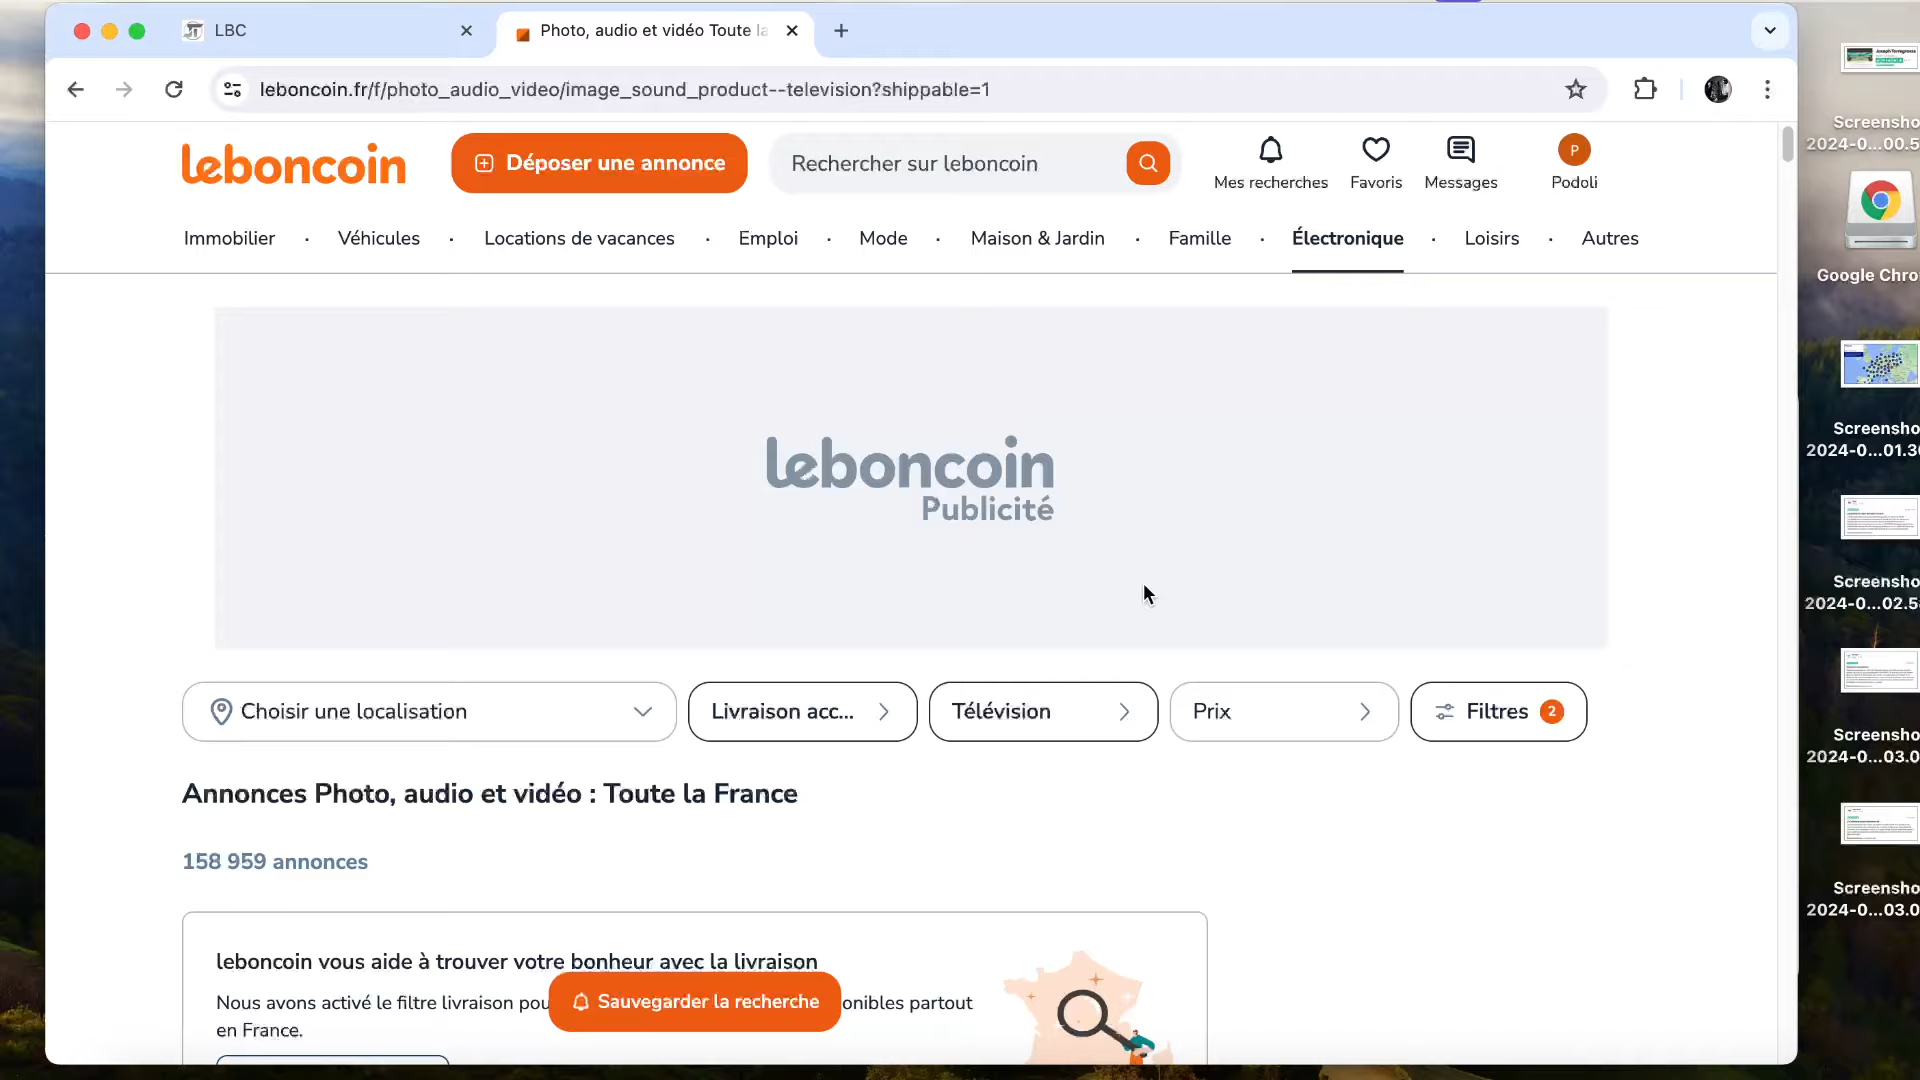 LBC
Photo, audio et vidéo Toute la
leboncoin.fr/f/photo_audio_video/image_sound_product--television?shippable=1
leboncoin
Déposer une annonce
Rechercher sur leboncoin
Mes recherches
Favoris
Messages
P
Podoli
Immobilier · Véhicules · Locations de vacances · Emploi · Mode · Maison & Jardin · Famille · Électronique · Loisirs · Autres
leboncoin
Publicité
Choisir une localisation
Livraison acc...
Télévision
Prix
Filtres 2
Annonces Photo, audio et vidéo : Toute la France
158 959 annonces
leboncoin vous aide à trouver votre bonheur avec la livraison
Nous avons activé le filtre livraison pou
onibles partout
en France.
Sauvegarder la recherche
Screensho
2024-0...00.5
Google Chro
Screensho
2024-0...01.3
Screensho
2024-0...02.5
Screensho
2024-0...03.0
Screensho
2024-0...03.0